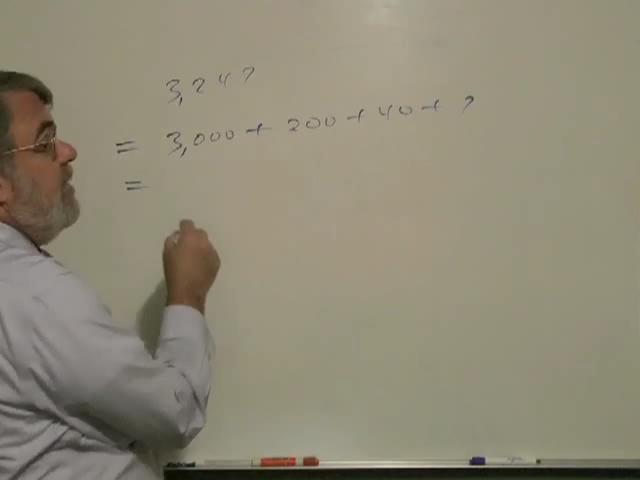 3,247
= 3,000 + 200 + 40 + 7
=